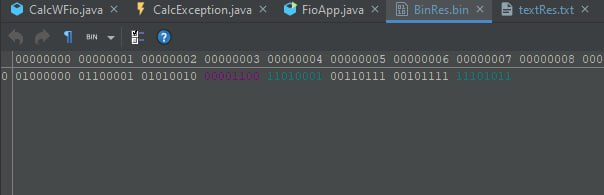 CalcWFio.java CalcException.java FioApp.java BinRes.bin textRes.txt
BIN
00000000 00000001 00000002 00000003 00000004 00000005 00000006 00000007 00000008 000
0 01000000 01100001 01010010 00001100 11010001 00110111 00101111 11101011